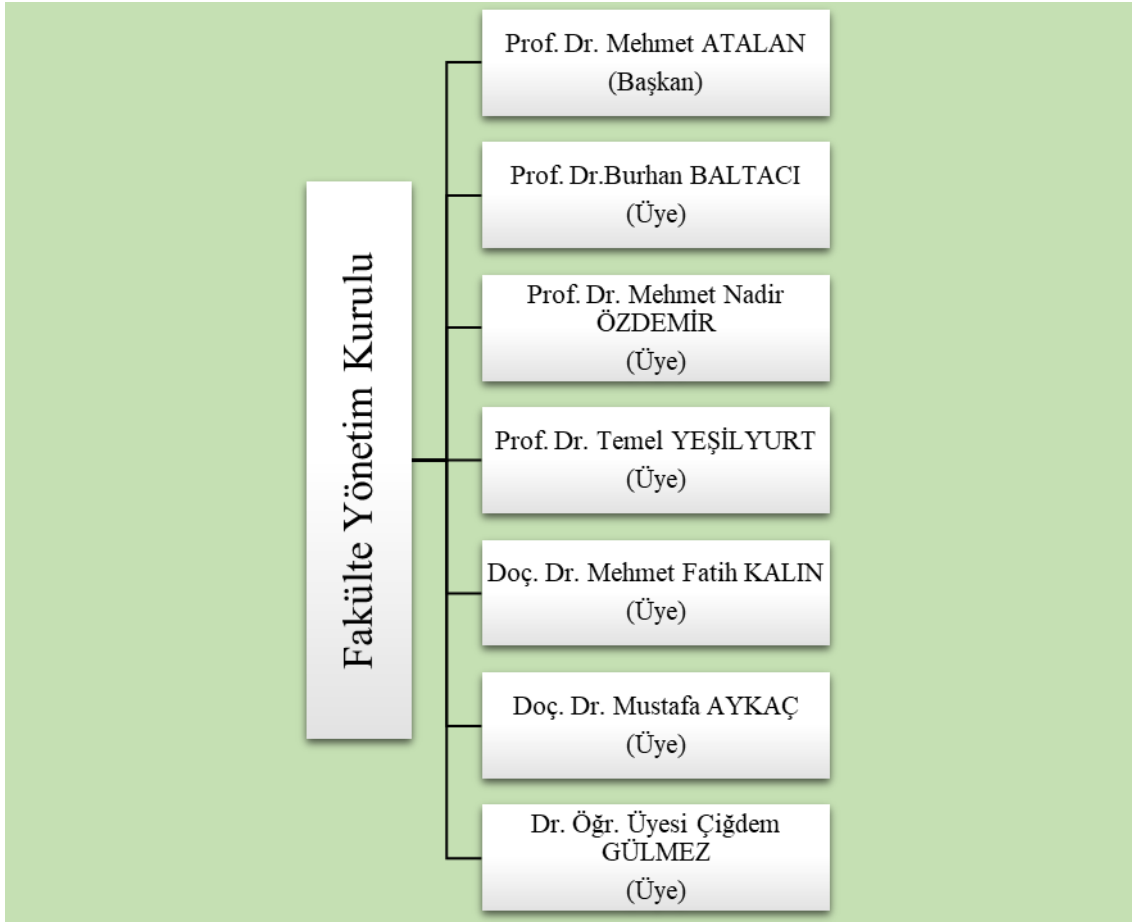 Fakülte Yönetim Kurulu
Prof. Dr. Mehmet ATALAN
(Başkan)
Prof. Dr.Burhan BALTACI
(Üye)
Prof. Dr. Mehmet Nadir
ÖZDEMİR
(Üye)
Prof. Dr. Temel YEŞİLYURT
(Üye)
Doç. Dr. Mehmet Fatih KALIN
(Üye)
Doç. Dr. Mustafa AYKAÇ
(Üye)
Dr. Öğr. Üyesi Çiğdem
GÜLMEZ
(Üye)